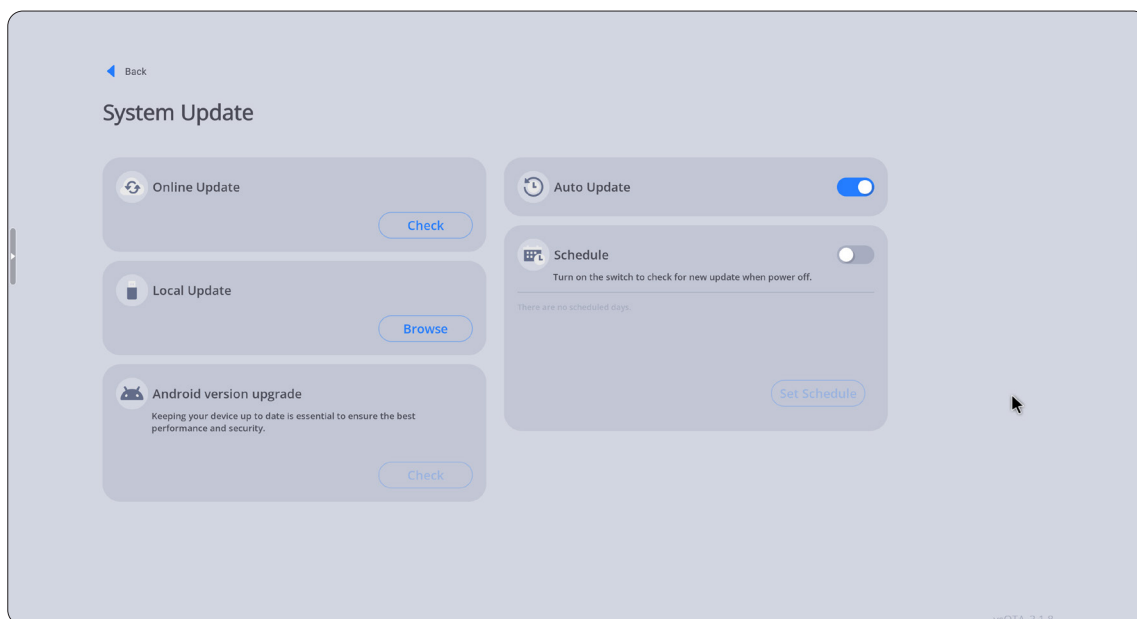 Back
System Update
Online Update
Check
Local Update
Browse
Android version upgrade
Keeping your device up to date is essential to ensure the best
performance and security.
Check
Auto Update
Schedule
Turn on the switch to check for new update when power off.
There are no scheduled days.
Set Schedule